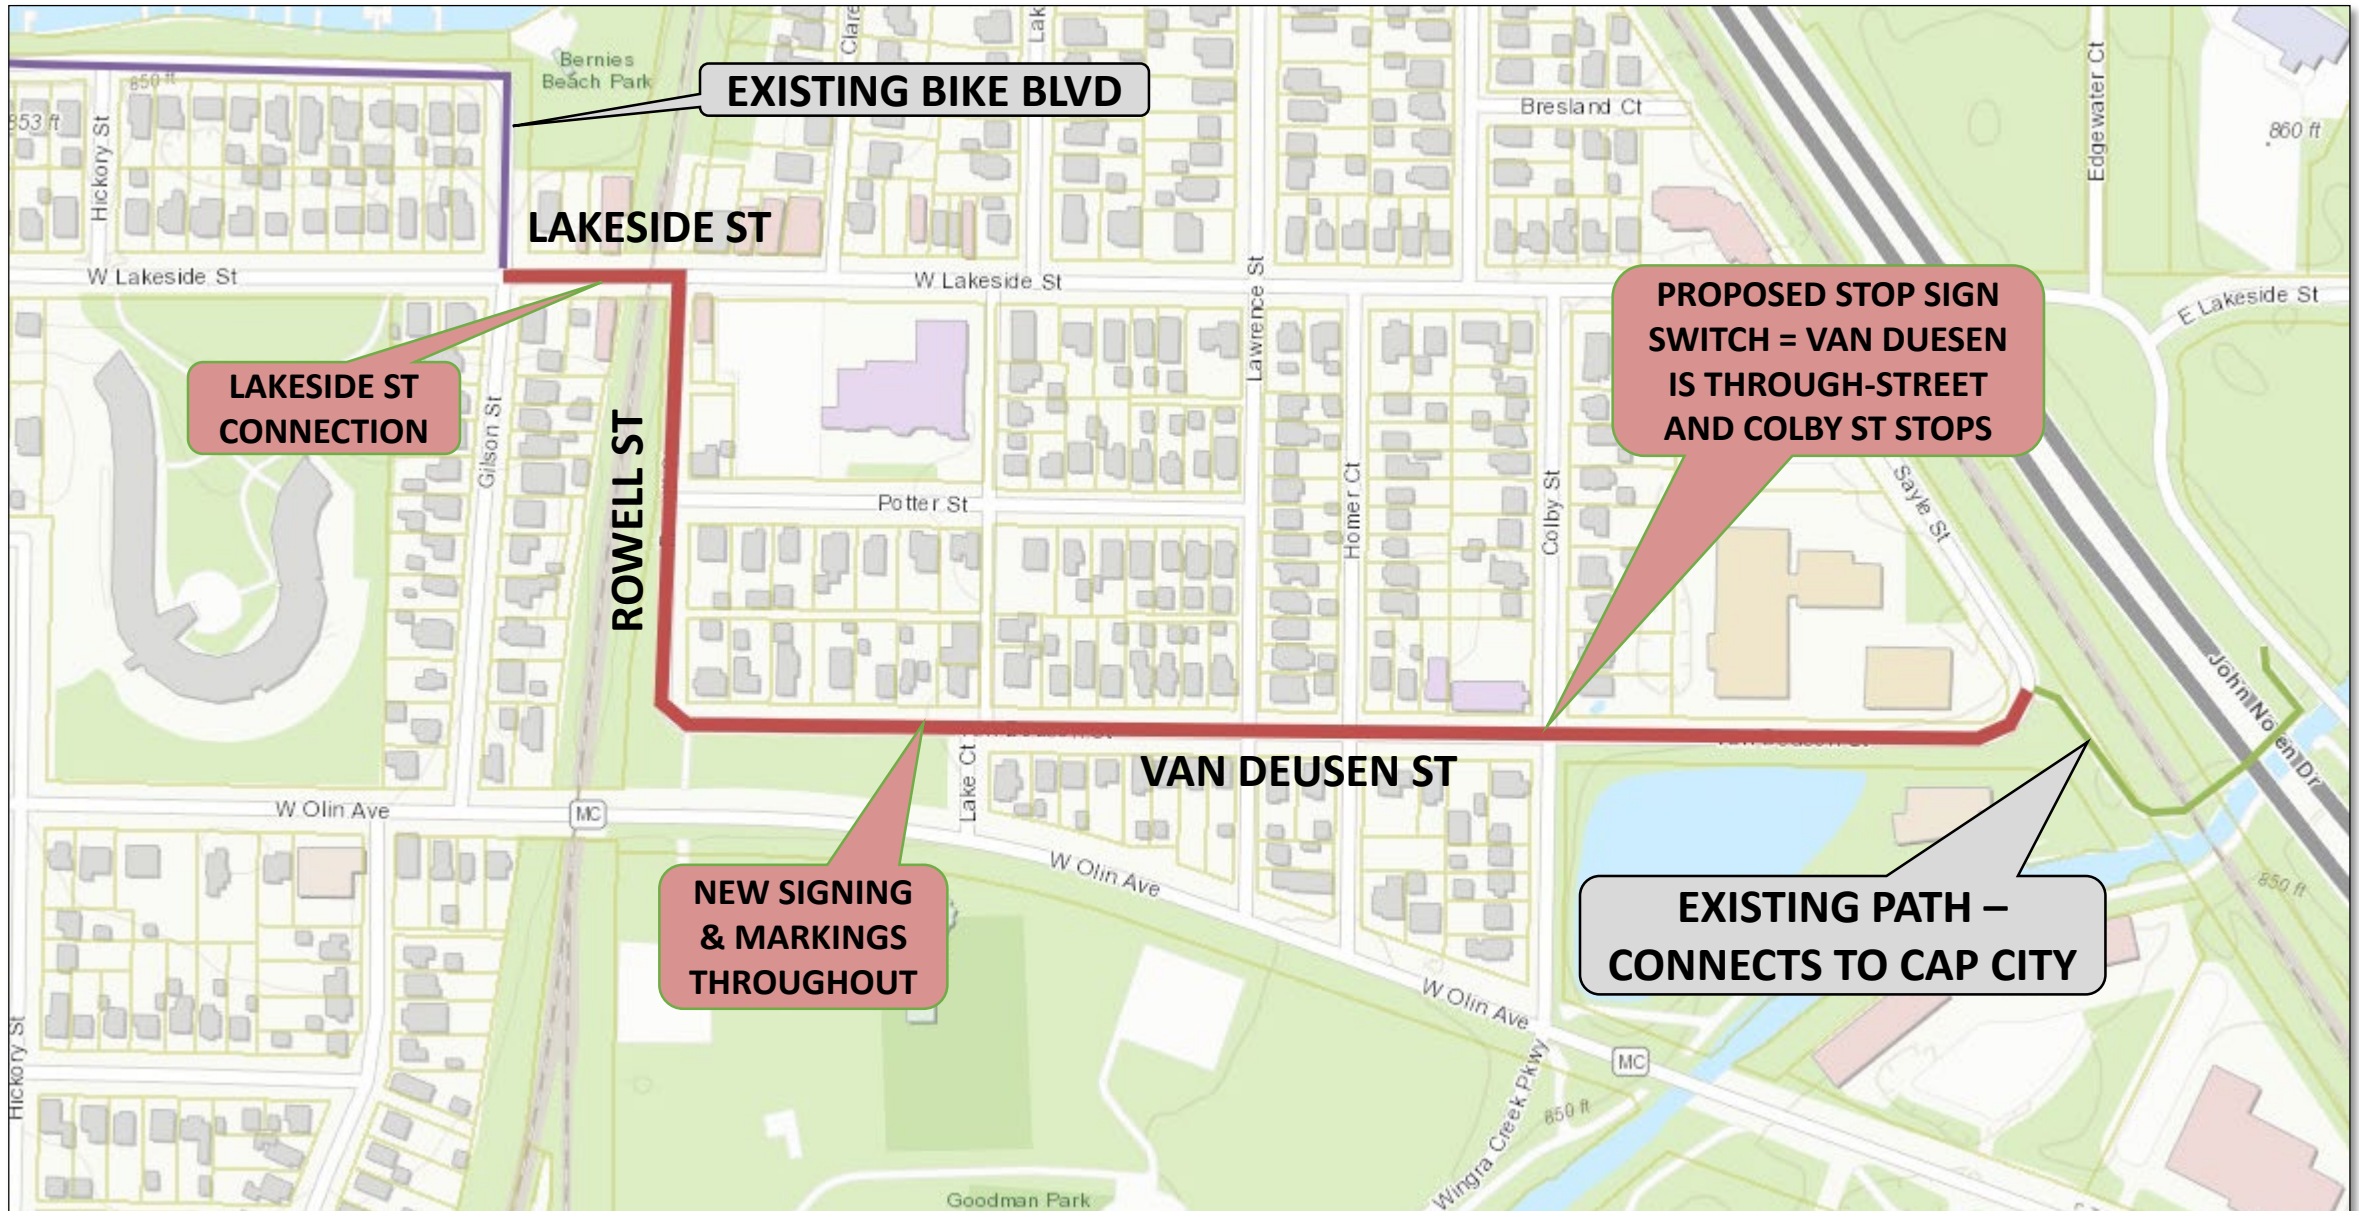 Clare
Lak
Bernies
Beach Park
850 ft
EXISTING BIKE BLVD
Bresland Ct
Edgewater Ct
860 ft
853 ft
Hickory St
LAKESIDE ST
W Lakeside St
W Lakeside St
Lawrence St
E Lakeside St
PROPOSED STOP SIGN
SWITCH = VAN DUESEN
IS THROUGH-STREET
AND COLBY ST STOPS
LAKESIDE ST
CONNECTION
Gilson St
ROWELL ST
Potter St
Homer Ct
Colby St
Sayle St
John Nolen Dr
VAN DEUSEN ST
Lake Ct
W Olin Ave
MC
W Olin Ave
NEW SIGNING
& MARKINGS
THROUGHOUT
EXISTING PATH –
CONNECTS TO CAP CITY
850 ft
W Olin Ave
MC
Hickory St
Wingra Creek Pkwy
850 ft
Goodman Park